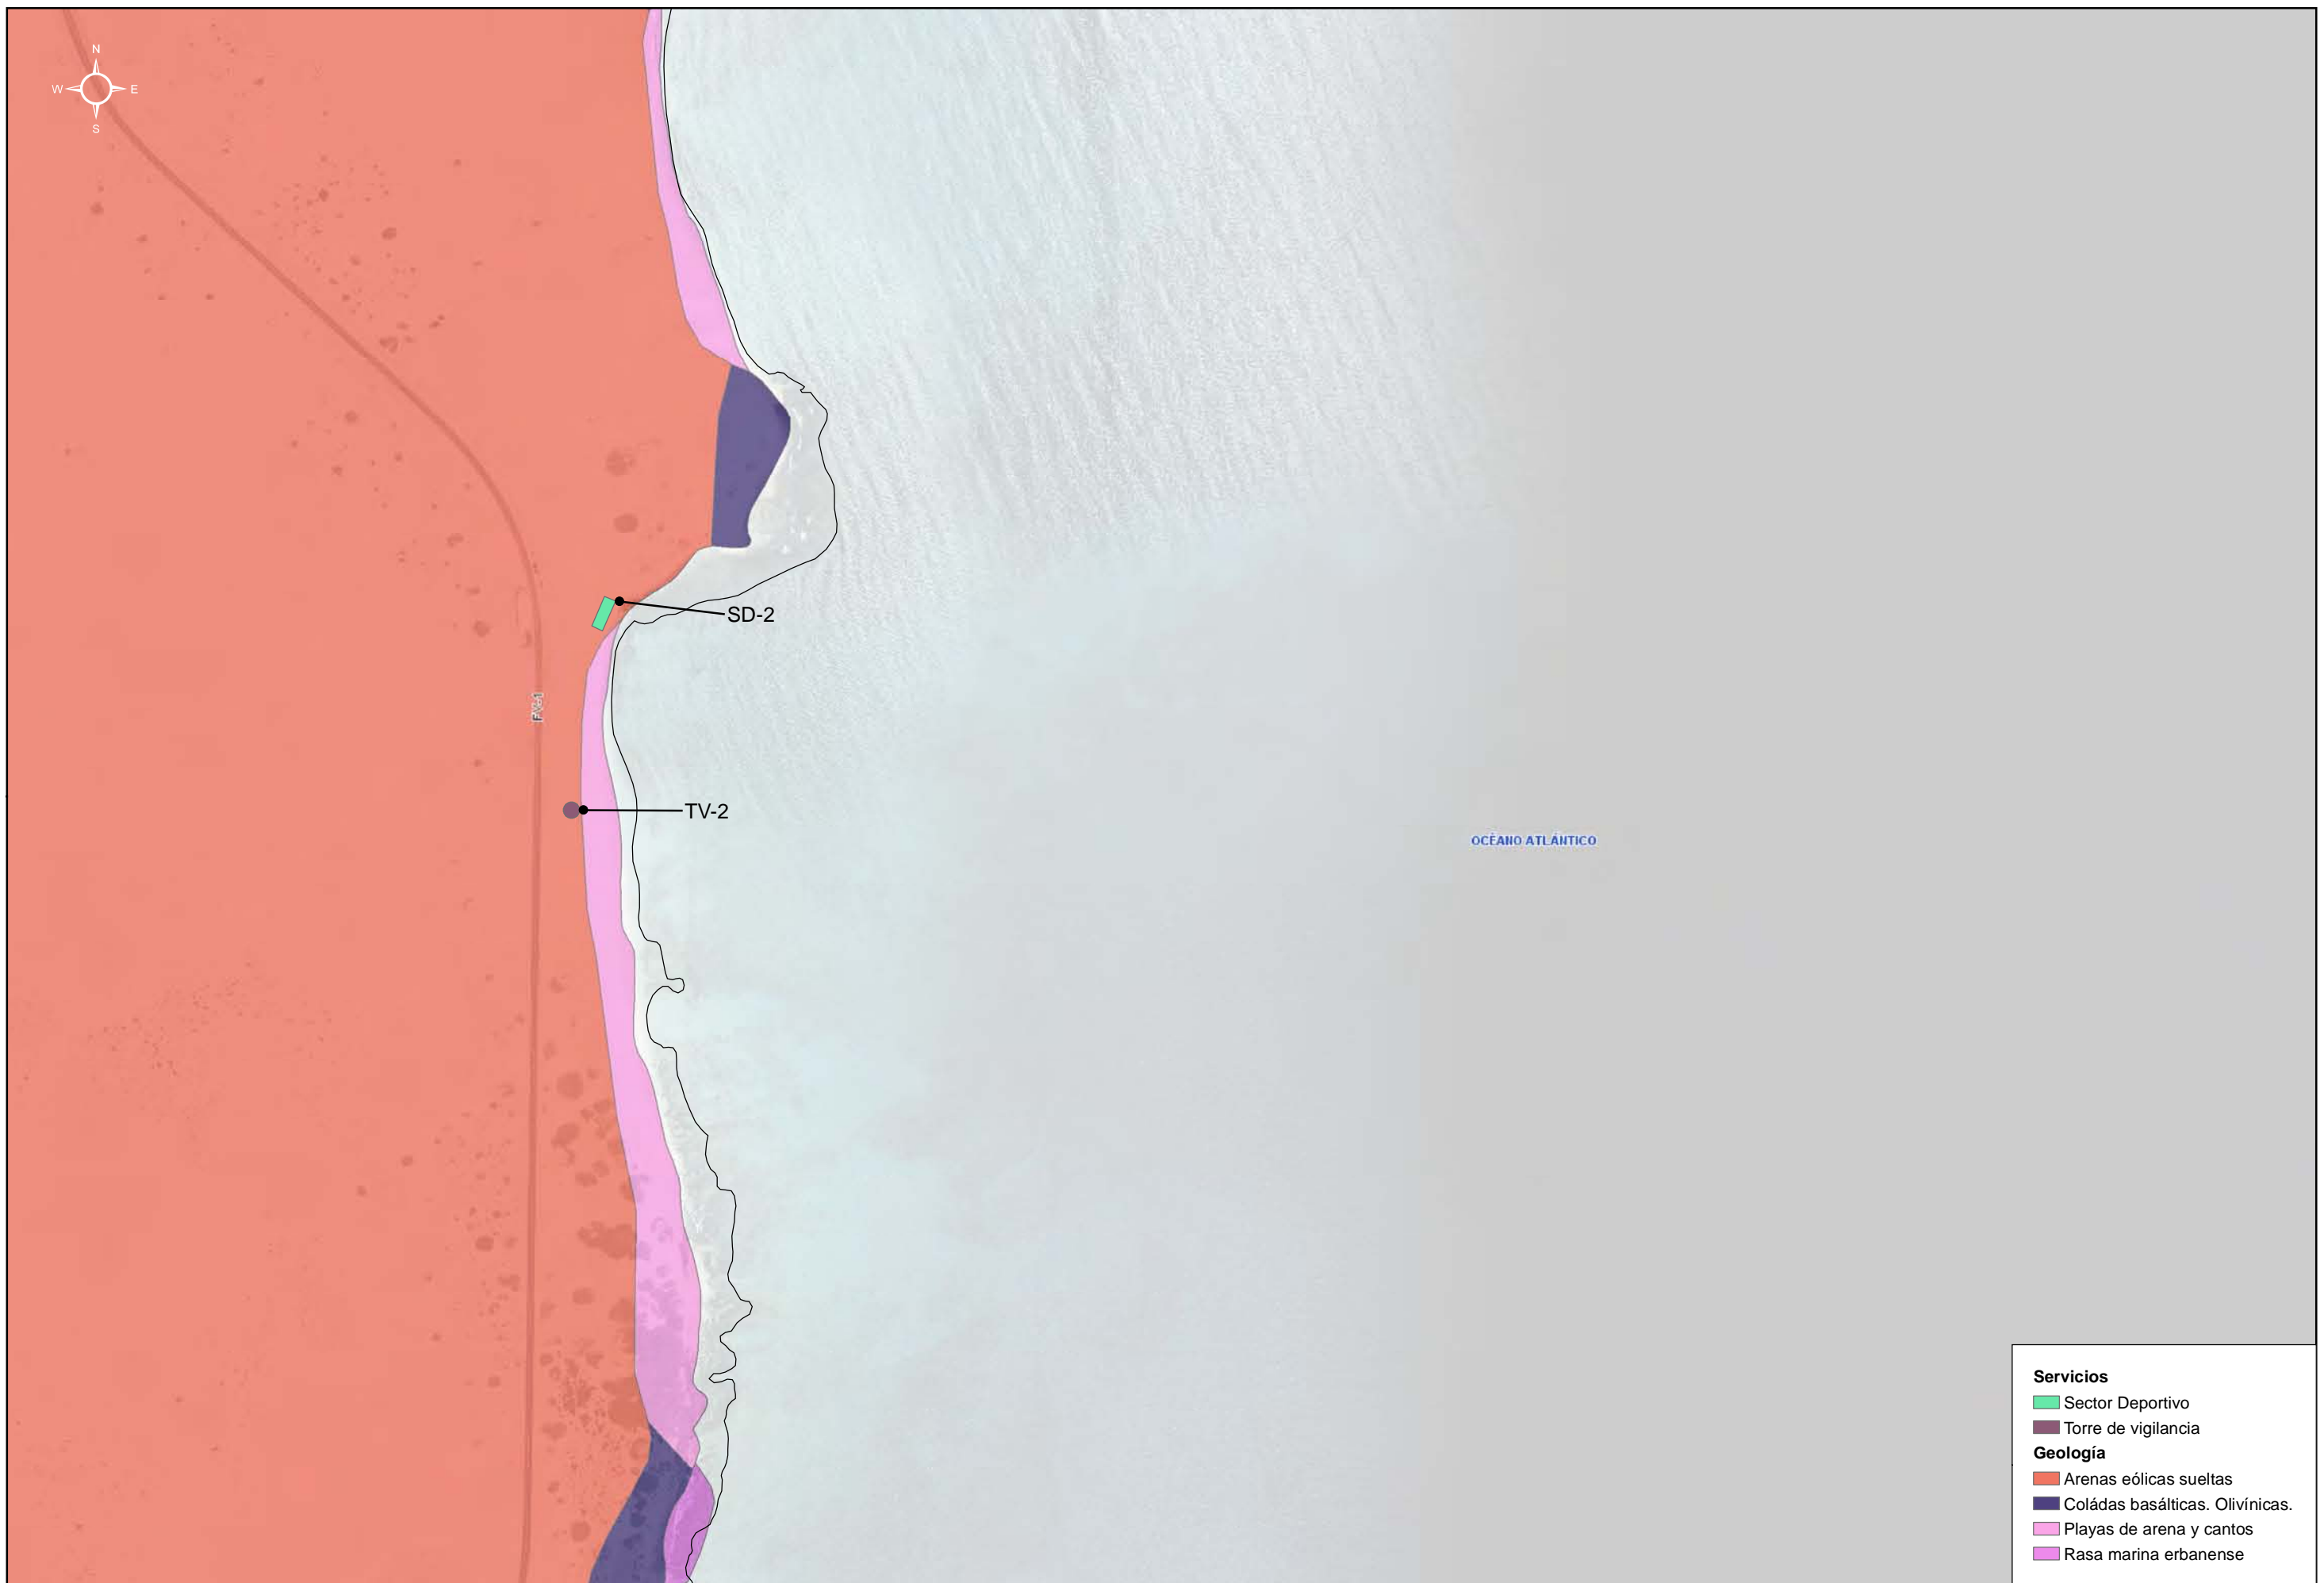 N
W E
S
SD-2
FV-1
TV-2
OCÉANO ATLÁNTICO
Servicios
Sector Deportivo
Torre de vigilancia
Geología
Arenas eólicas sueltas
Coládas basálticas. Olivínicas.
Playas de arena y cantos
Rasa marina erbanense